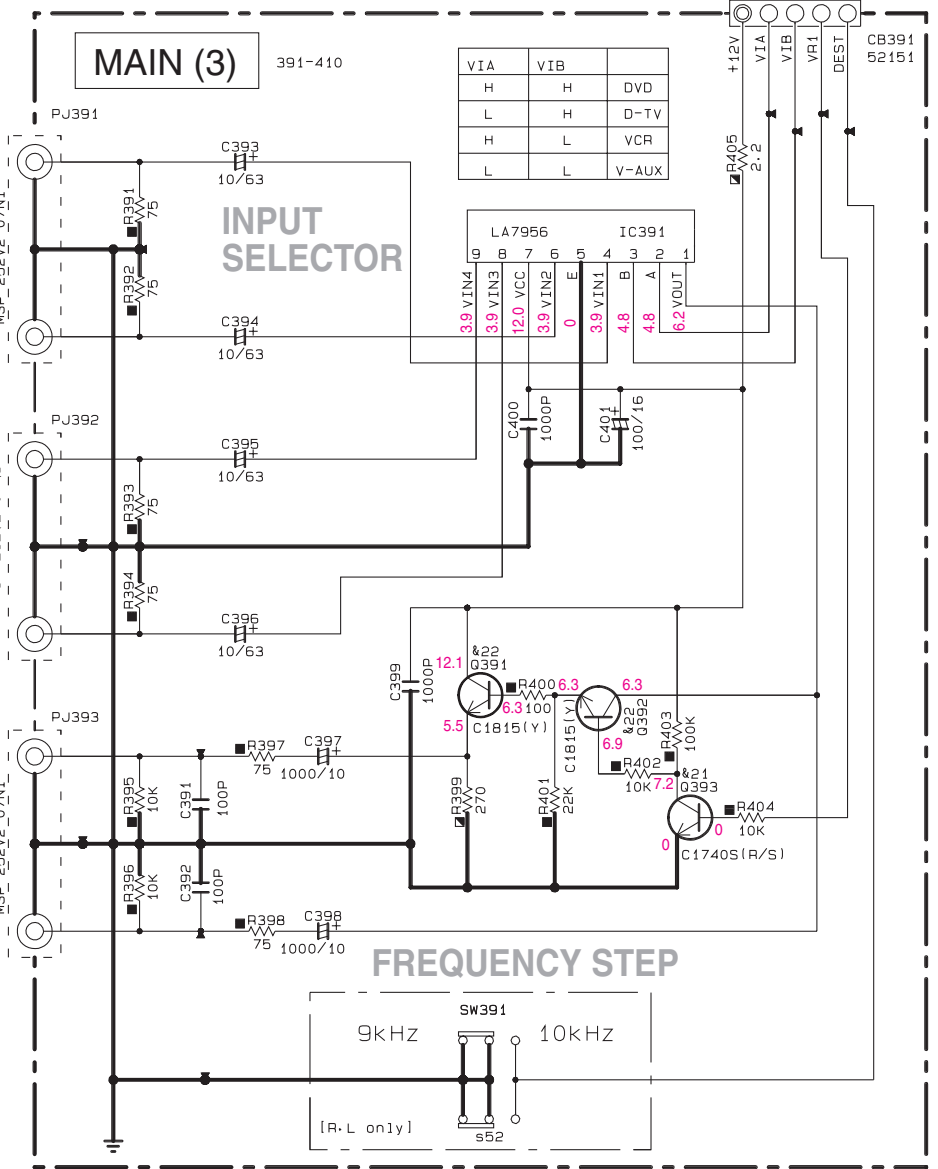 MAIN (3)
391-410
VIA VIB
H H DVD
L H D-TV
H L VCR
L L V-AUX
+12V
VIA
VIB
VR1
DEST
CB391
52151
R405
2.2
PJ391
C393
10/63
R391
75
R392
75
INPUT
SELECTOR
C394
10/63
LA7956 IC391
9 8 7 6 5 4 3 2 1
3.9 VIN4
3.9 VIN3
12.0 VCC
3.9 VIN2
0 E
3.9 VIN1
4.8 B
4.8 A
6.2 VOUT
PJ392
C395
10/63
R393
75
R394
75
C396
10/63
C400
1000P
C401
100/16
+
C399
1000P
12.1
&22
Q391
5.5
6.3
C1815(Y)
R400
100
6.3
6.3
C1815(Y)
&22
Q392
6.9
R403
100K
R402
10K
7.2
&21
Q393
R404
10K
0
0
C1740S(R/S)
R399
270
R401
22K
PJ393
R397
75
C397
1000/10
R395
10K
C391
100P
R396
10K
C392
100P
R398
75
C398
1000/10
FREQUENCY STEP
SW391
9kHz
10kHz
[R.L only]
s52